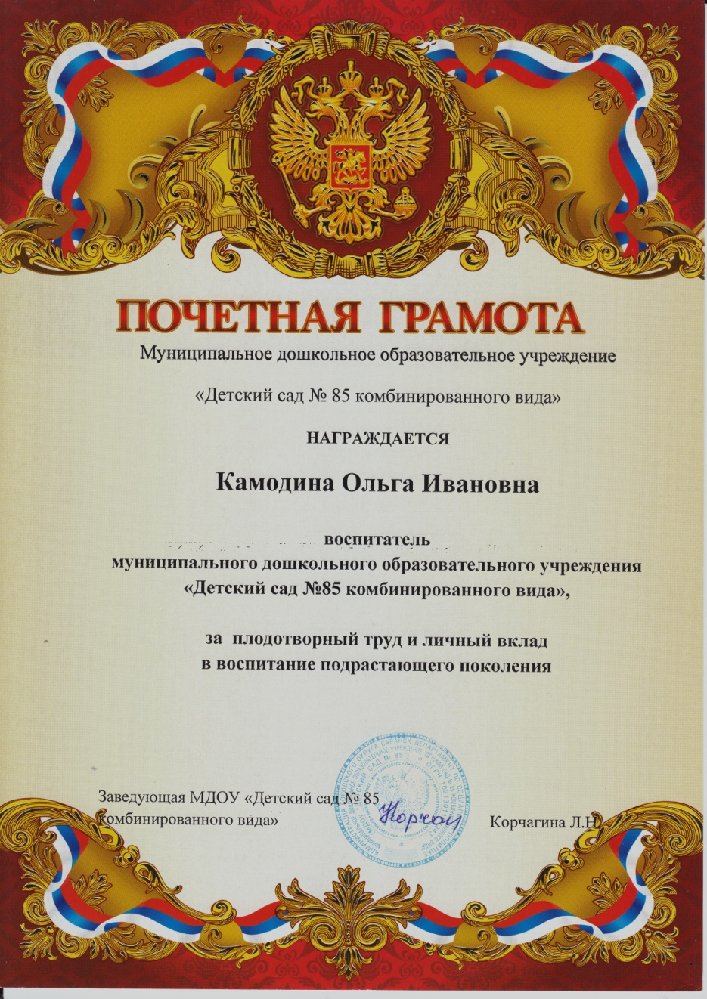 ПОЧЕТНАЯ ГРАМОТА
Муниципальное дошкольное образовательное учреждение
«Детский сад № 85 комбинированного вида»
НАГРАЖДАЕТСЯ
Камодина Ольга Ивановна
воспитатель
муниципального дошкольного образовательного учреждения
«Детский сад №85 комбинированного вида»,
за плодотворный труд и личный вклад
в воспитание подрастающего поколения
Заведующая МДОУ «Детский сад № 85
комбинированного вида»
Корчагина Л.Н.